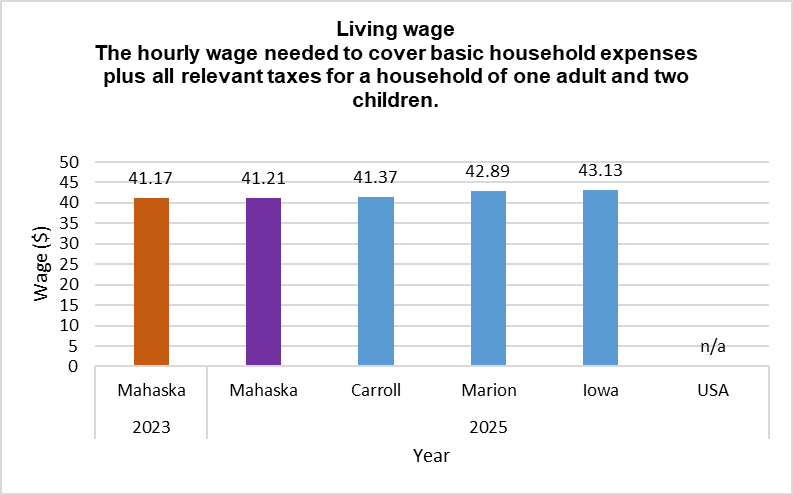 Living wage
The hourly wage needed to cover basic household expenses
plus all relevant taxes for a household of one adult and two
children.
50
45
40
35
30
25
20
15
10
5
0
Wage ($)
41.17
41.21
41.37
42.89
43.13
n/a
Mahaska
Mahaska
Carroll
Marion
Iowa
USA
2023
2025
Year